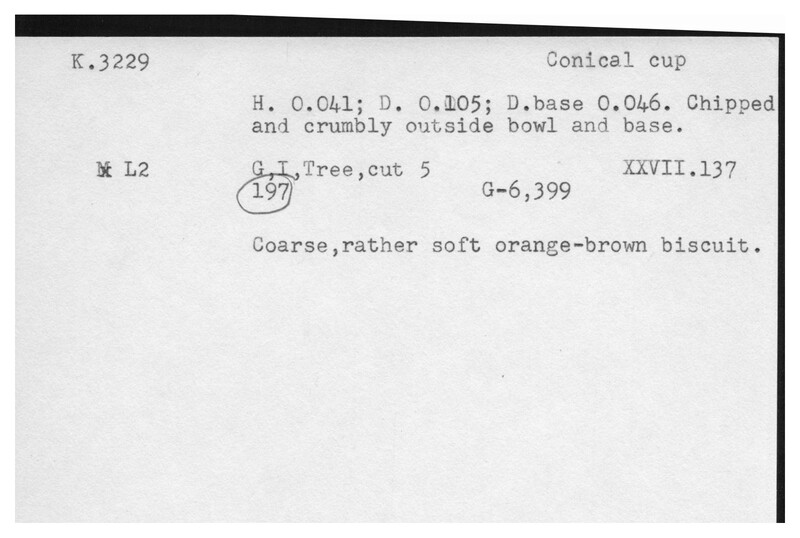 K.3229 Conical cup
H. 0.041; D. 0.105; D.base 0.046. Chipped
and crumbly outside bowl and base.
L2 G,I,Tree,cut 5 XXVII.137
197 G-6,399
Coarse,rather soft orange-brown biscuit.